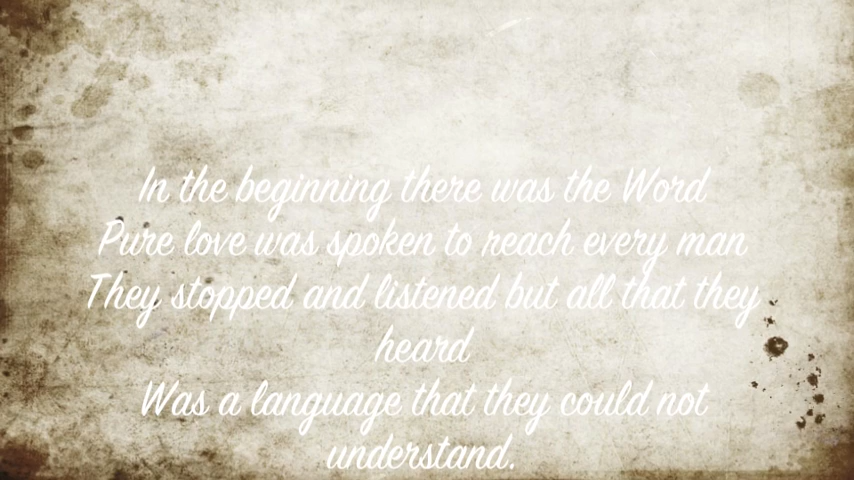 In the beginning there was the Word
Pure love was spoken to reach every man
They stopped and listened but all that they
heard
Was a language that they could not
understand.